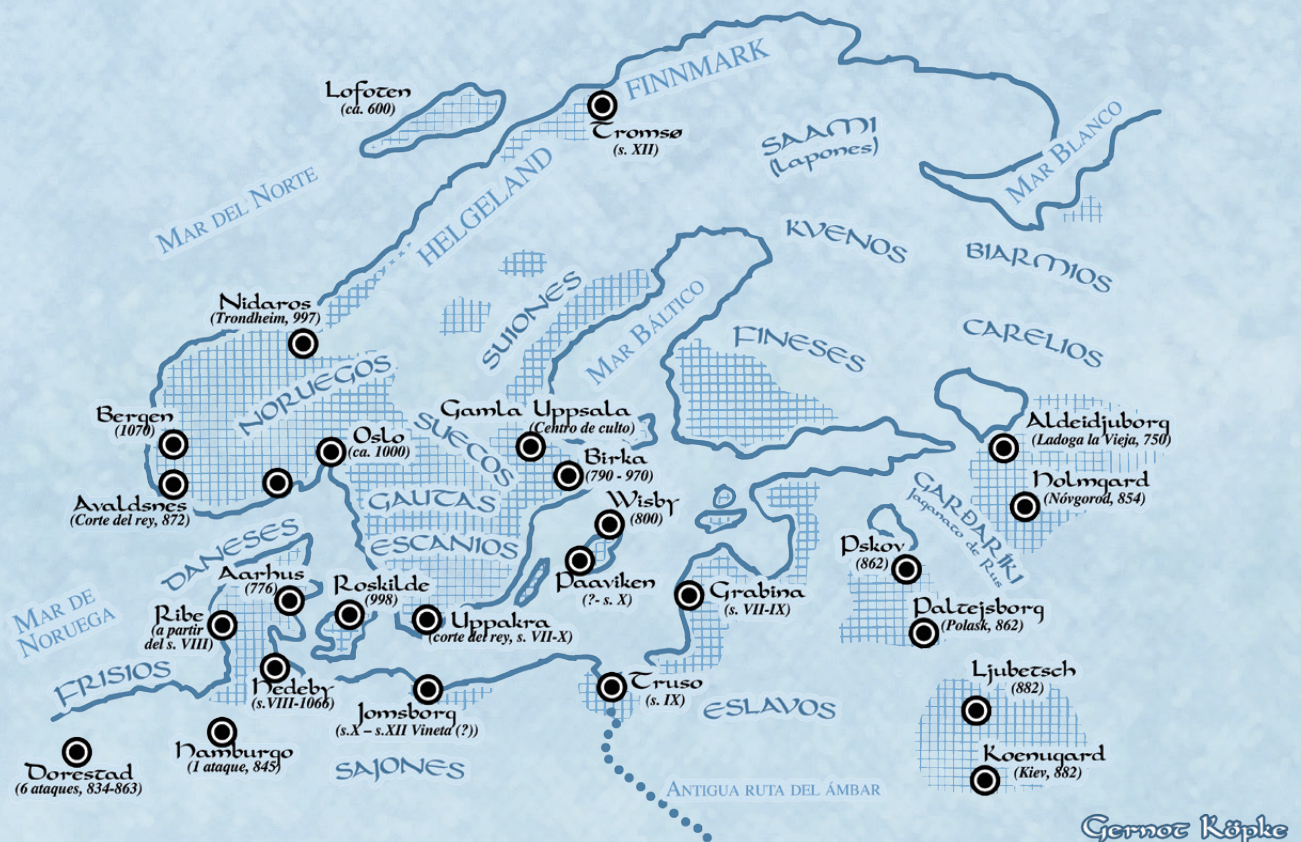 FINNMARK
Lofoten
(ca. 600)
Tromsø
(s. XII)
SAAMI
(Lapones)
MAR BLANCO
MAR DEL NORTE
HELGELAND
KVENOS
BIARMIOS
Nidaros
(Trondheim, 997)
SUIONES
MAR BÁLTICO
FINESES
CARELIOS
NORUEGOS
Bergen
(1070)
Oslo
(ca. 1000)
SUECOS
Gamla Uppsala
(Centro de culto)
Aldeidjuborg
(Ladoga la Vieja, 750)
Birka
(790 - 970)
Avaldsnes
(Corte del rey, 872)
GAUTAS
Wisby
(800)
Holmgard
(Nóvgorod, 854)
GARÐARÍKI
Jaganato de Rus
DANESES
ESCANIOS
Pskov
(862)
Aarhus
(776)
Roskilde
(998)
Paaviken
(?- s. X)
Grabina
(s. VII-IX)
MAR DE
NORUEGA
Ribe
(a partir
del s. VIII)
Uppakra
(corte del rey, s. VII-X)
Paltejsborg
(Polask, 862)
FRISIOS
Hedeby
(s.VIII-1066)
Jomsborg
(s.X – s.XII Vineta (?))
Truso
(s. IX)
ESLAVOS
Ljubetsch
(882)
Hamburgo
(1 ataque, 845)
Dorestad
(6 ataques, 834-863)
SAJONES
Koenugard
(Kiev, 882)
ANTIGUA RUTA DEL ÁMBAR
Gernot Köpke